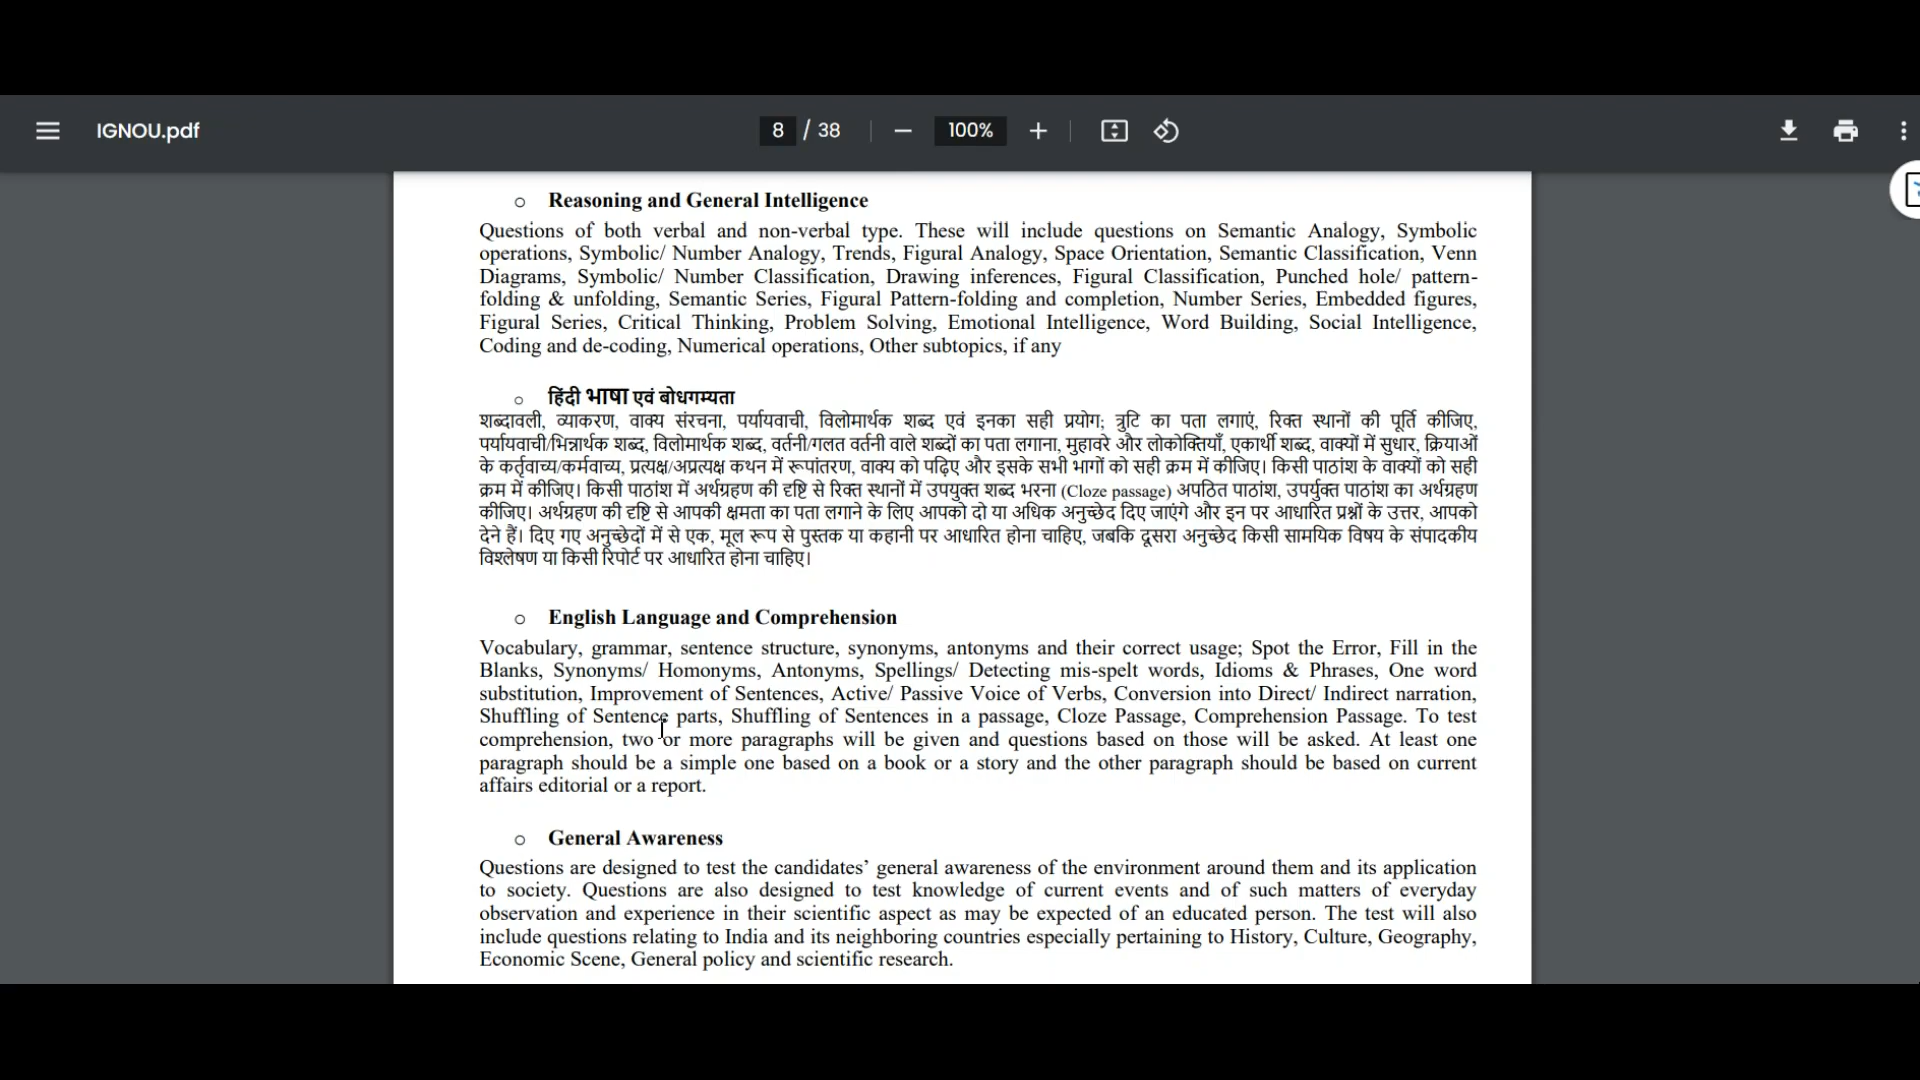 IGNOU.pdf
8 / 38
100%
o Reasoning and General Intelligence
Questions of both verbal and non-verbal type. These will include questions on Semantic Analogy, Symbolic
operations, Symbolic/ Number Analogy, Trends, Figural Analogy, Space Orientation, Semantic Classification, Venn
Diagrams, Symbolic/ Number Classification, Drawing inferences, Figural Classification, Punched hole/ pattern-
folding & unfolding, Semantic Series, Figural Pattern-folding and completion, Number Series, Embedded figures,
Figural Series, Critical Thinking, Problem Solving, Emotional Intelligence, Word Building, Social Intelligence,
Coding and de-coding, Numerical operations, Other subtopics, if any
o हिंदी भाषा एवं बोधगम्यता
शब्दावली, व्याकरण, वाक्य संरचना, पर्यायवाची, विलोमार्थक शब्द एवं इनका सही प्रयोग; त्रुटि का पता लगाएं, रिक्त स्थानों की पूर्ति कीजिए,
पर्यायवाची/भिन्नार्थक शब्द, विलोमार्थक शब्द, वर्तनी/गलत वर्तनी वाले शब्दों का पता लगाना, मुहावरे और लोकोक्तियाँ, एकार्थी शब्द, वाक्यों में सुधार, क्रियाओं
के कर्तृवाच्य/कर्मवाच्य, प्रत्यक्ष/अप्रत्यक्ष कथन में रूपांतरण, वाक्य को पढ़िए और इसके सभी भागों को सही क्रम में कीजिए। किसी पाठांश के वाक्यों को सही
क्रम में कीजिए। किसी पाठांश में अर्थग्रहण की दृष्टि से रिक्त स्थानों में उपयुक्त शब्द भरना (Cloze passage) अपठित पाठांश, उपर्युक्त पाठांश का अर्थग्रहण
कीजिए। अर्थग्रहण की दृष्टि से आपकी क्षमता का पता लगाने के लिए आपको दो या अधिक अनुच्छेद दिए जाएंगे और इन पर आधारित प्रश्नों के उत्तर, आपको
देने हैं। दिए गए अनुच्छेदों में से एक, मूल रूप से पुस्तक या कहानी पर आधारित होना चाहिए, जबकि दूसरा अनुच्छेद किसी सामयिक विषय के संपादकीय
विश्लेषण या किसी रिपोर्ट पर आधारित होना चाहिए।
o English Language and Comprehension
Vocabulary, grammar, sentence structure, synonyms, antonyms and their correct usage; Spot the Error, Fill in the
Blanks, Synonyms/ Homonyms, Antonyms, Spellings/ Detecting mis-spelt words, Idioms & Phrases, One word
substitution, Improvement of Sentences, Active/ Passive Voice of Verbs, Conversion into Direct/ Indirect narration,
Shuffling of Sentence parts, Shuffling of Sentences in a passage, Cloze Passage, Comprehension Passage. To test
comprehension, two or more paragraphs will be given and questions based on those will be asked. At least one
paragraph should be a simple one based on a book or a story and the other paragraph should be based on current
affairs editorial or a report.
o General Awareness
Questions are designed to test the candidates’ general awareness of the environment around them and its application
to society. Questions are also designed to test knowledge of current events and of such matters of everyday
observation and experience in their scientific aspect as may be expected of an educated person. The test will also
include questions relating to India and its neighboring countries especially pertaining to History, Culture, Geography,
Economic Scene, General policy and scientific research.